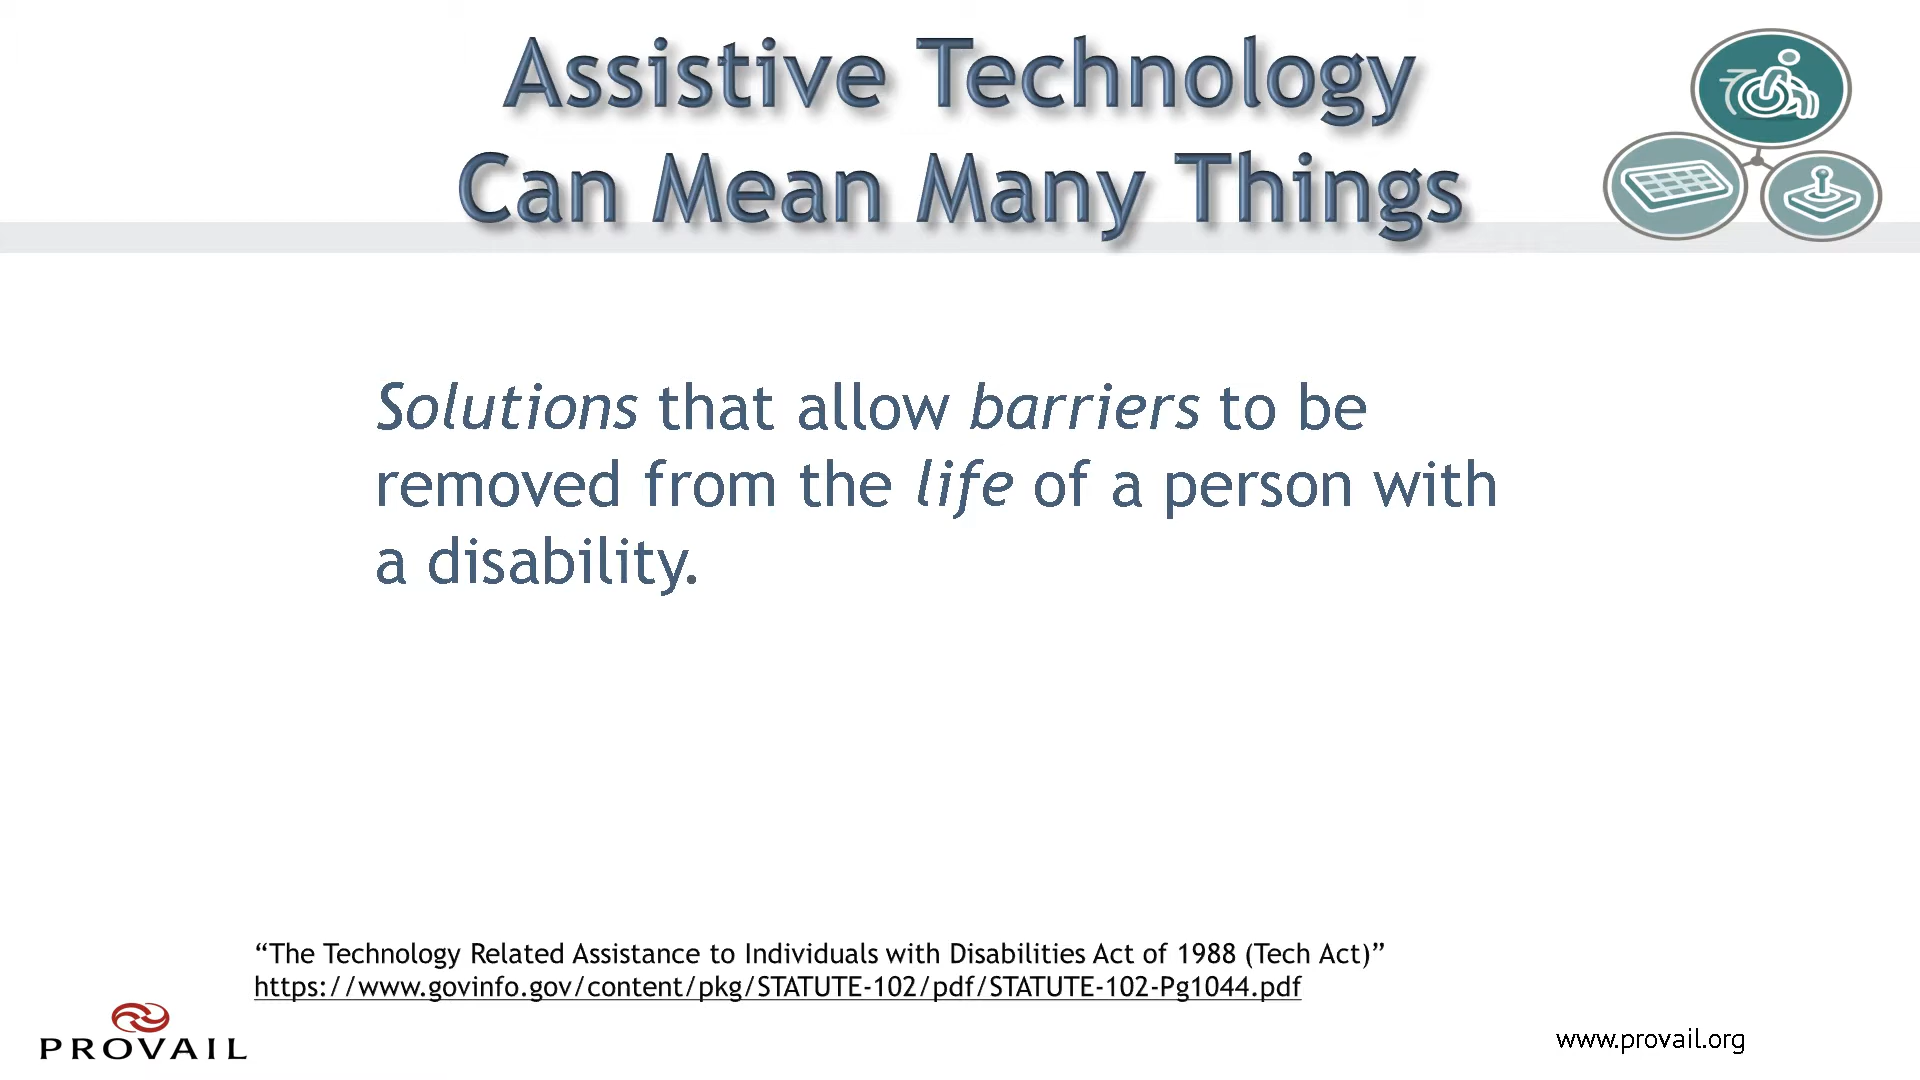 Assistive Technology
Can Mean Many Things
Solutions that allow barriers to be
removed from the life of a person with
a disability.
“The Technology Related Assistance to Individuals with Disabilities Act of 1988 (Tech Act)”
https://www.govinfo.gov/content/pkg/STATUTE-102/pdf/STATUTE-102-Pg1044.pdf
PROVAIL
www.provail.org